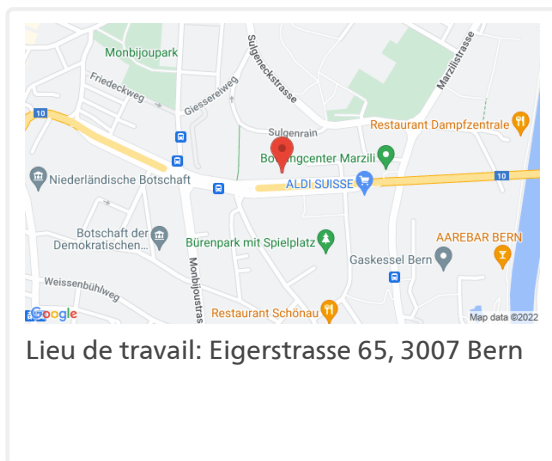 Monbijoupark
Friedeckweg
Giessereiweg
Sulgeneckstrasse
Marzilistrasse
10
Sulgenrain
Restaurant Dampfzentrale
Bowlingcenter Marzili
Niederländische Botschaft
ALDI SUISSE
10
Botschaft der
Demokratischen...
Bürenpark mit Spielplatz
AAREBAR BERN
Gaskessel Bern
Weissenbühlweg
Monbijoustras
Restaurant Schönau
Google
Map data ©2022
Lieu de travail: Eigerstrasse 65, 3007 Bern